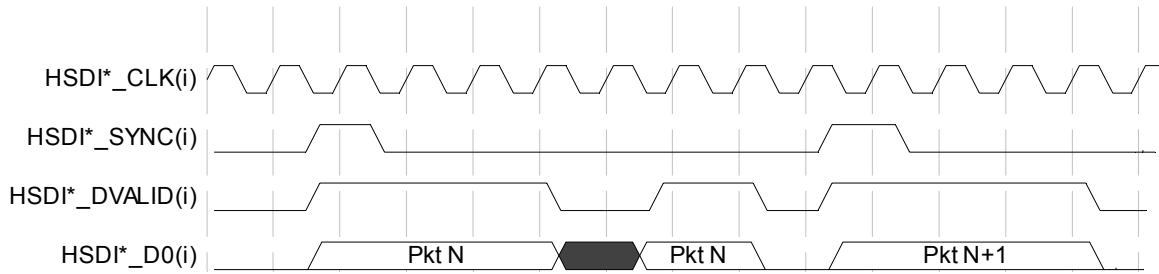 HSDI*_CLK(i)
HSDI*_SYNC(i)
HSDI*_DVALID(i)
HSDI*_D0(i) Pkt N Pkt N Pkt N+1